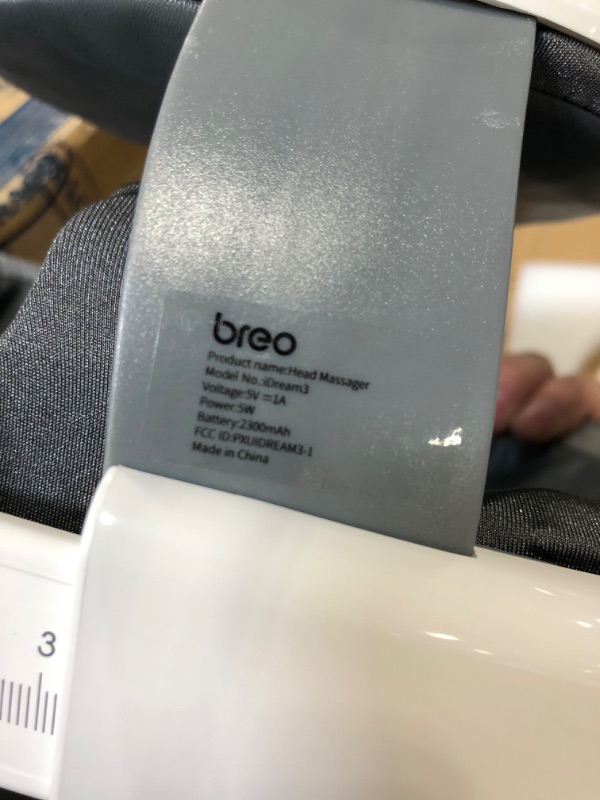 breo
Product name:Head Massager
Model No.:iDream3
Voltage:5V⎓1A
Power:5W
Battery:2300mAh
FCC ID:PXUIDREAM3-1
Made in China
3